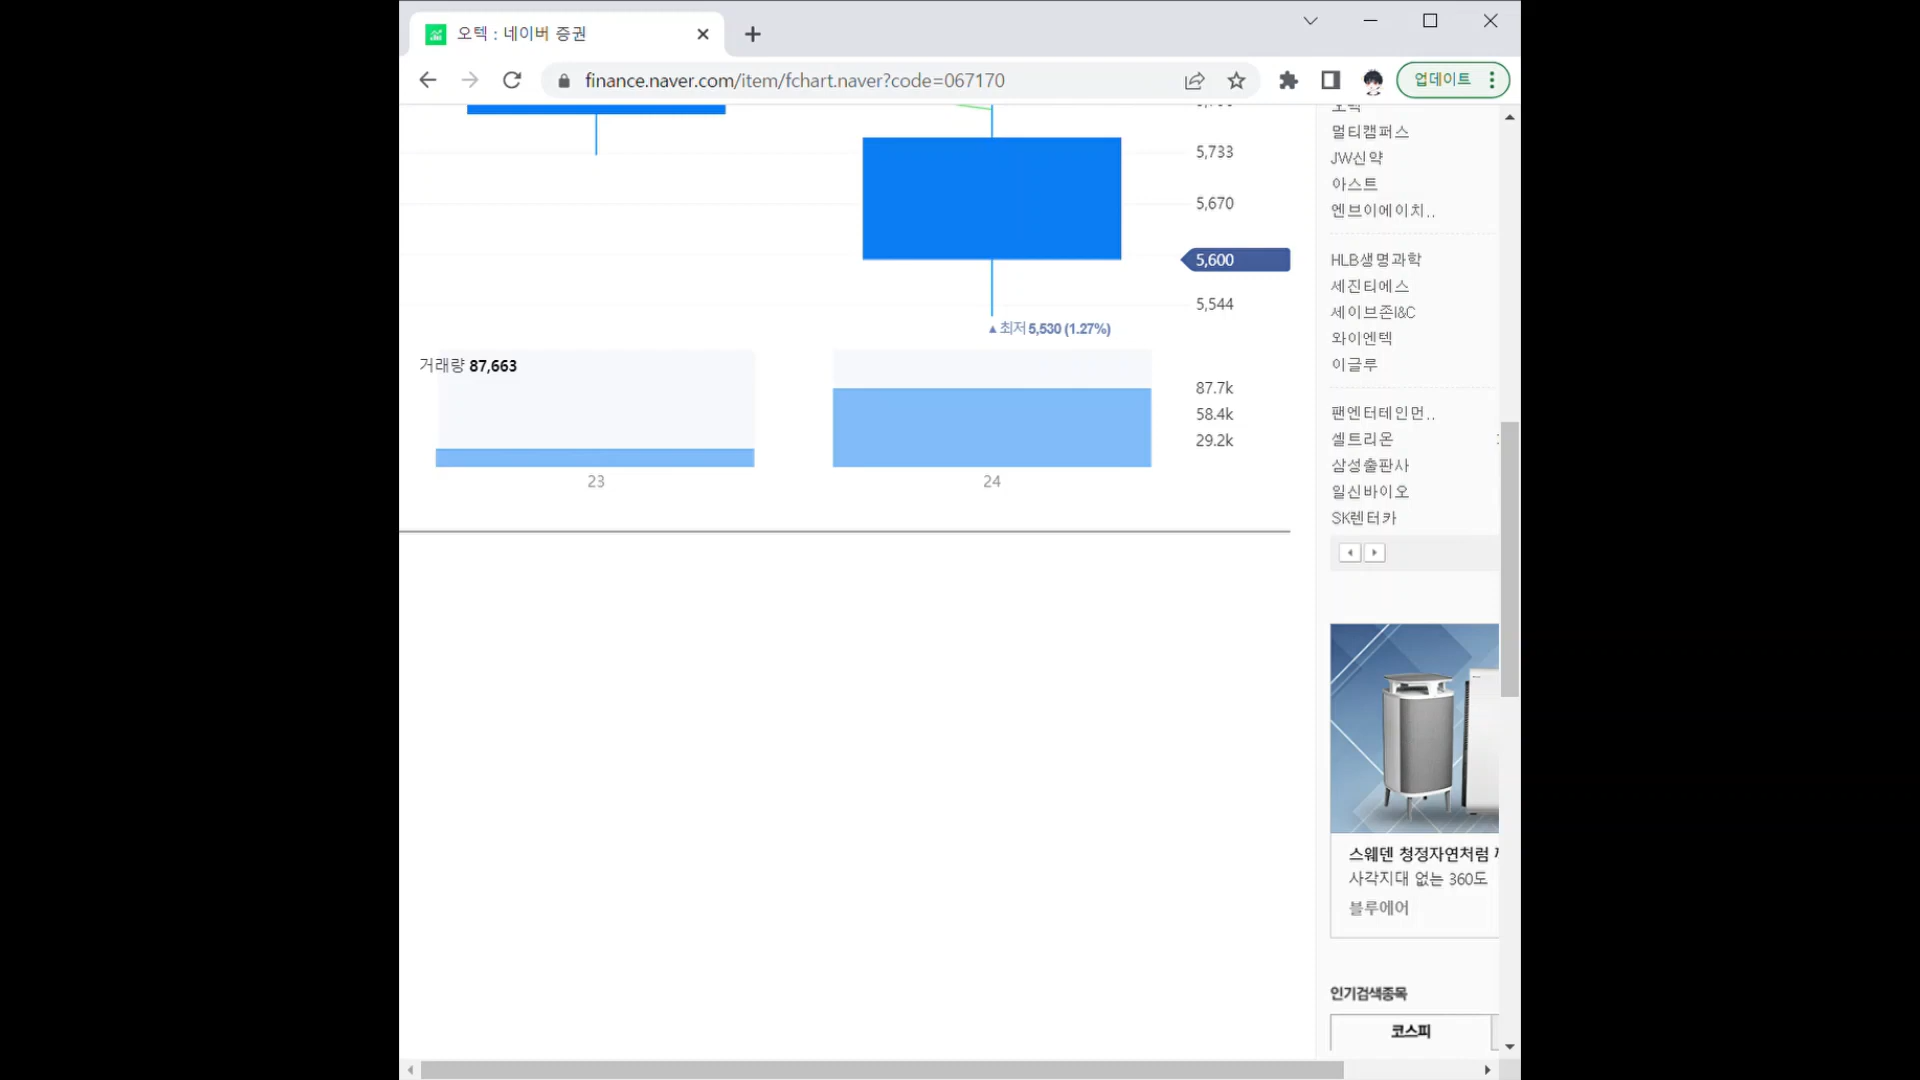 오텍 : 네이버 증권
finance.naver.com/item/fchart.naver?code=067170
업데이트
5,733
5,670
5,600
5,544
▲최저 5,530 (1.27%)
거래량 87,663
87.7k
58.4k
29.2k
23
24
오텍
멀티캠퍼스
JW신약
아스트
엔브이에이치..
HLB생명과학
세진티에스
세이브존I&C
와이엔텍
이글루
팬엔터테인먼..
셀트리온
삼성출판사
일신바이오
SK렌터카
스웨덴 청정자연처럼
사각지대 없는 360도
블루에어
인기검색종목
코스피